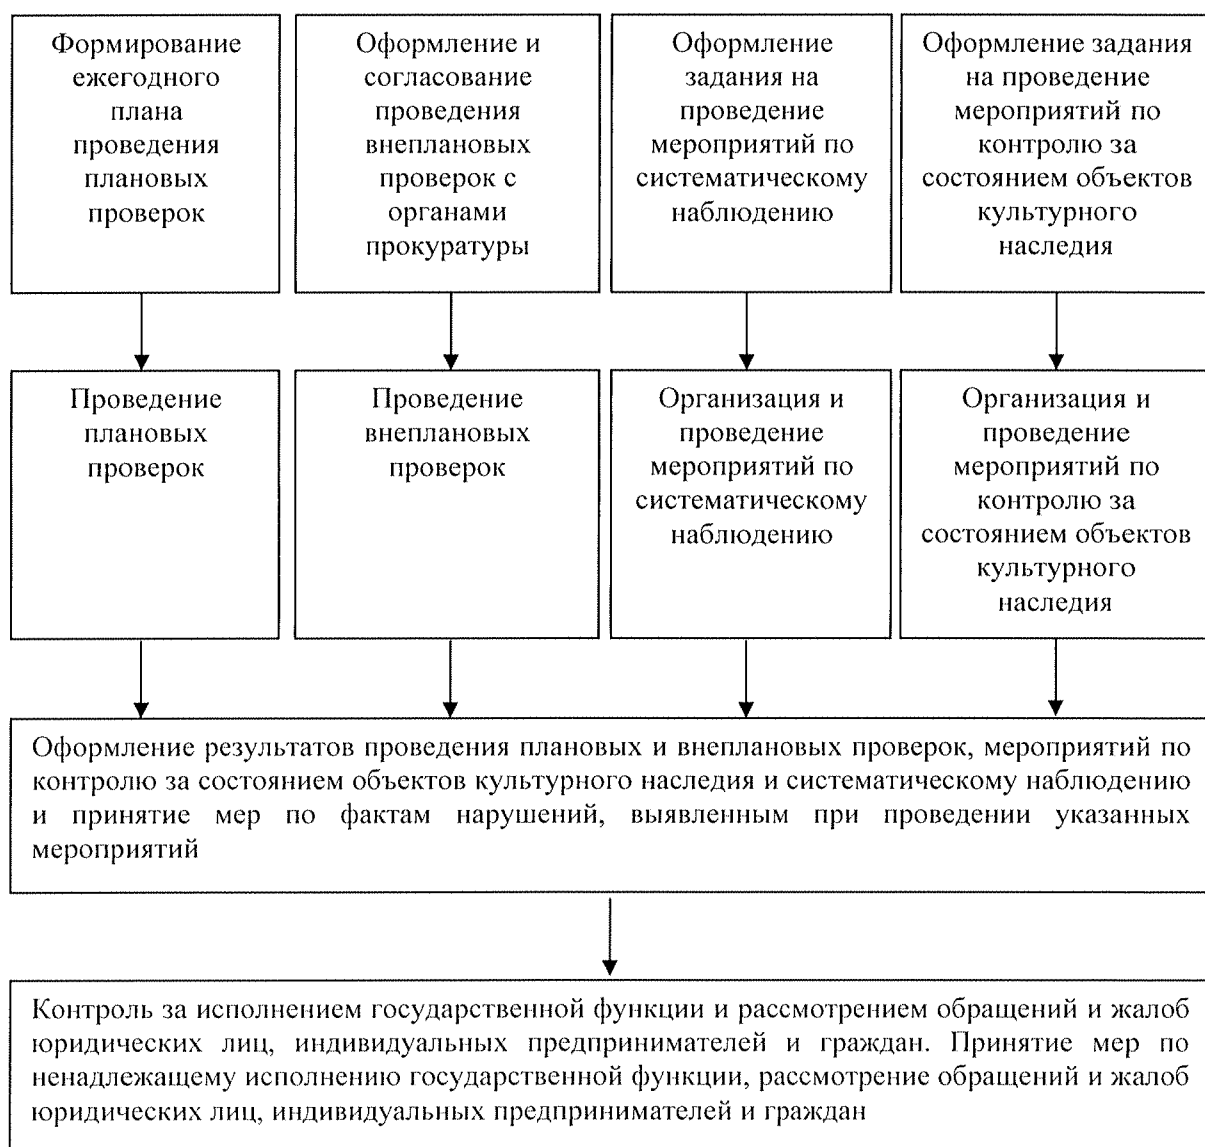 Формирование
ежегодного
плана
проведения
плановых
проверок
Оформление и
согласование
проведения
внеплановых
проверок с
органами
прокуратуры
Оформление
задания на
проведение
мероприятий по
систематическому
наблюдению
Оформление задания
на проведение
мероприятий по
контролю за
состоянием объектов
культурного
наследия
Проведение
плановых
проверок
Проведение
внеплановых
проверок
Организация и
проведение
мероприятий по
систематическому
наблюдению
Организация и
проведение
мероприятий по
контролю за
состоянием объектов
культурного
наследия
Оформление результатов проведения плановых и внеплановых проверок, мероприятий по
контролю за состоянием объектов культурного наследия и систематическому наблюдению
и принятие мер по фактам нарушений, выявленным при проведении указанных
мероприятий
Контроль за исполнением государственной функции и рассмотрением обращений и жалоб
юридических лиц, индивидуальных предпринимателей и граждан. Принятие мер по
ненадлежащему исполнению государственной функции, рассмотрение обращений и жалоб
юридических лиц, индивидуальных предпринимателей и граждан